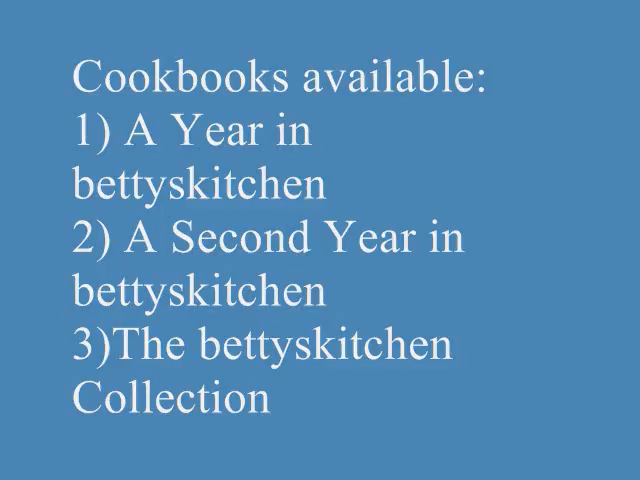 Cookbooks available:
1) A Year in
bettyskitchen
2) A Second Year in
bettyskitchen
3)The bettyskitchen
Collection